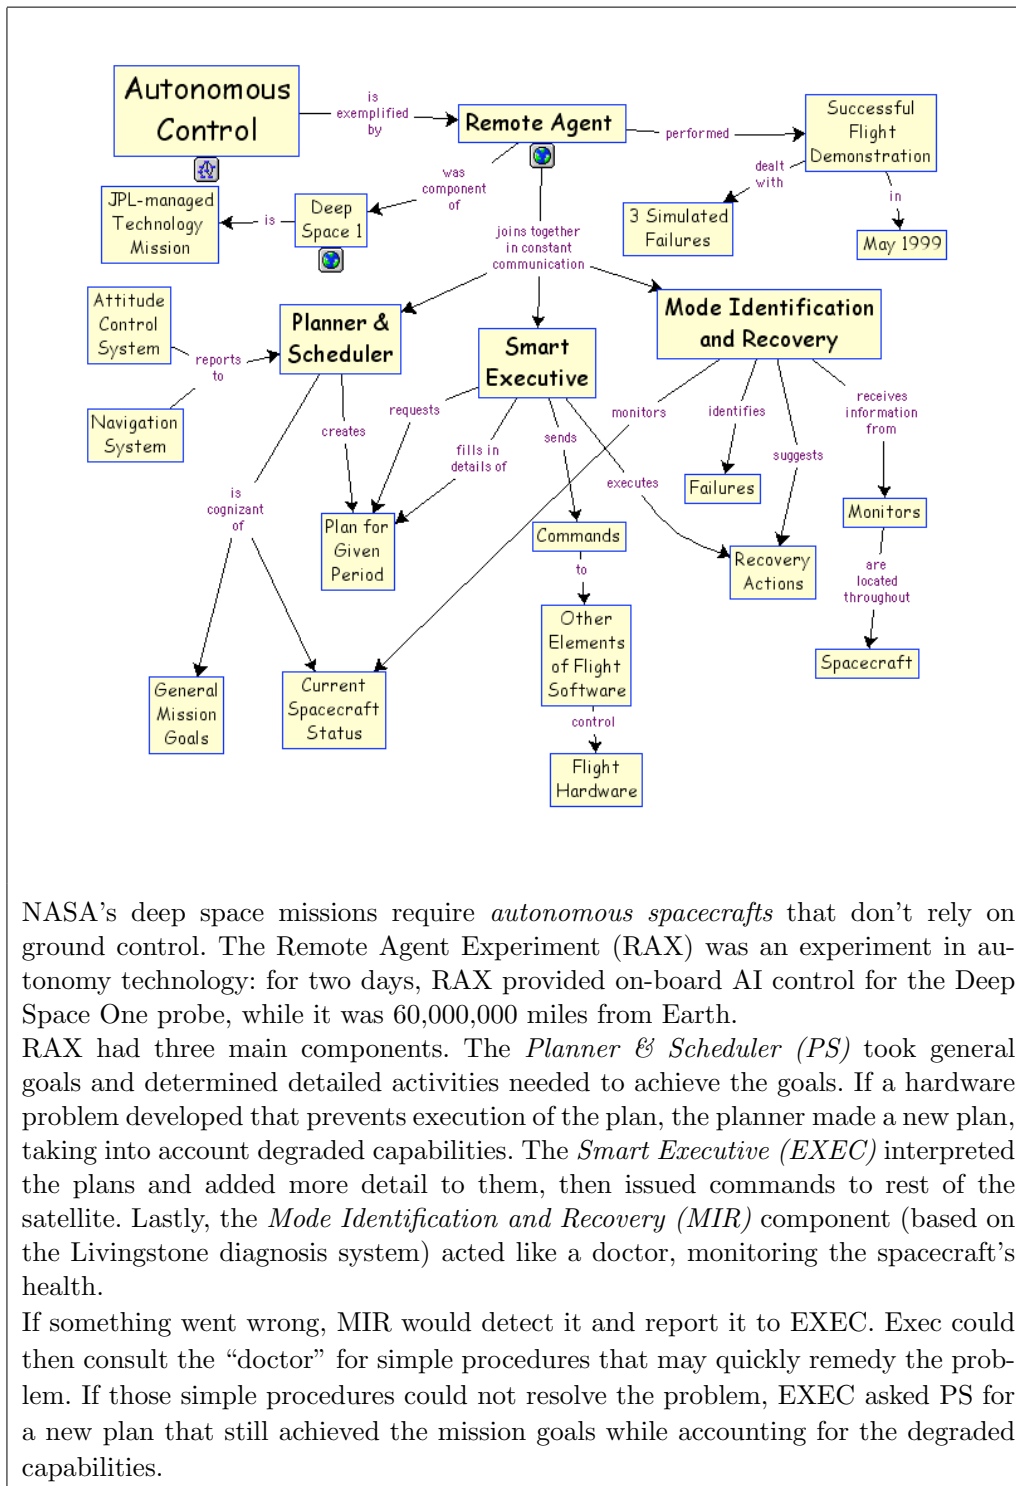 Autonomous
Control
is
exemplified
by
Remote Agent
performed
Successful
Flight
Demonstration
was
component
of
dealt
with
in
JPL-managed
Technology
Mission
is
Deep
Space 1
3 Simulated
Failures
May 1999
joins together
in constant
communication
Attitude
Control
System
Planner &
Scheduler
Smart
Executive
Mode Identification
and Recovery
reports
to
Navigation
System
creates
requests
fills in
details of
sends
executes
monitors
identifies
suggests
receives
information
from
is
cognizant
of
Plan for
Given
Period
Commands
Failures
Monitors
Recovery
Actions
to
are
located
throughout
Other
Elements
of Flight
Software
Spacecraft
General
Mission
Goals
Current
Spacecraft
Status
control
Flight
Hardware
NASA's deep space missions require autonomous spacecrafts that don't rely on
ground control. The Remote Agent Experiment (RAX) was an experiment in au-
tonomy technology: for two days, RAX provided on-board AI control for the Deep
Space One probe, while it was 60,000,000 miles from Earth.
RAX had three main components. The Planner & Scheduler (PS) took general
goals and determined detailed activities needed to achieve the goals. If a hardware
problem developed that prevents execution of the plan, the planner made a new plan,
taking into account degraded capabilities. The Smart Executive (EXEC) interpreted
the plans and added more detail to them, then issued commands to rest of the
satellite. Lastly, the Mode Identification and Recovery (MIR) component (based on
the Livingstone diagnosis system) acted like a doctor, monitoring the spacecraft's
health.
If something went wrong, MIR would detect it and report it to EXEC. Exec could
then consult the “doctor” for simple procedures that may quickly remedy the prob-
lem. If those simple procedures could not resolve the problem, EXEC asked PS for
a new plan that still achieved the mission goals while accounting for the degraded
capabilities.